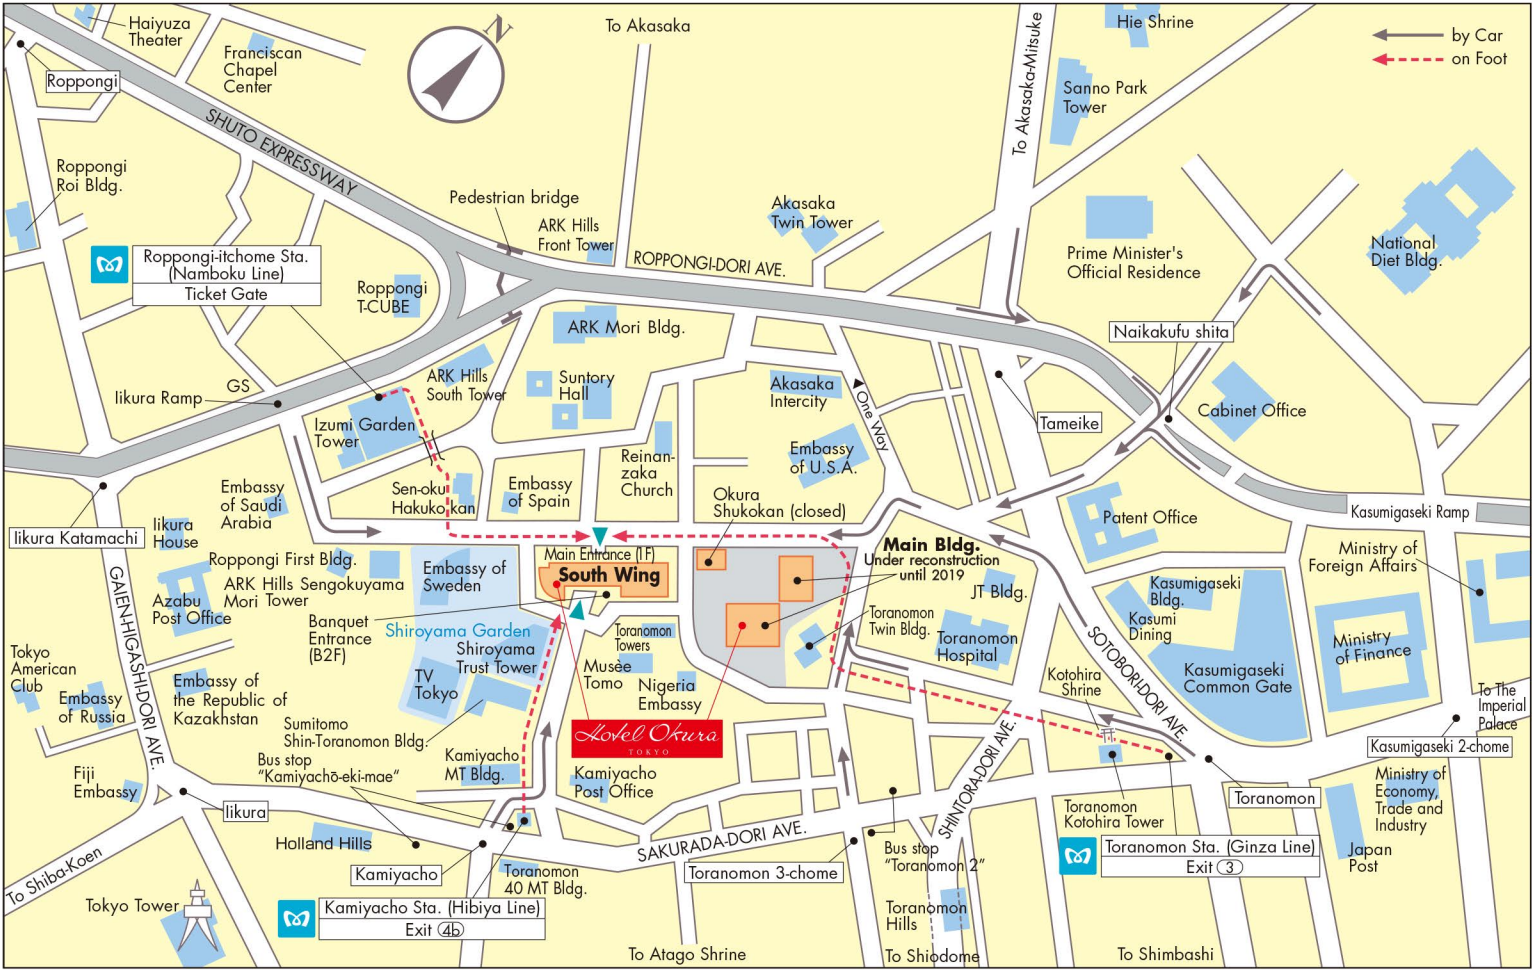 Haiyuza
Theater
Roppongi
Franciscan
Chapel
Center
N
To Akasaka
To Akasaka-Mitsuke
Hie Shrine
by Car
on Foot
Sanno Park
Tower
SHUTO EXPRESSWAY
Roppongi
Roi Bldg.
Pedestrian bridge
ARK Hills
Front Tower
Akasaka
Twin Tower
ROPPONGI-DORI AVE.
Prime Minister's
Official Residence
National
Diet Bldg.
Roppongi-itchome Sta.
(Namboku Line)
Ticket Gate
Roppongi
T-CUBE
ARK Mori Bldg.
Naikakufu shita
GS
Iikura Ramp
ARK Hills
South Tower
Suntory
Hall
Akasaka
Intercity
One Way
Tameike
Cabinet Office
Izumi Garden
Tower
Embassy
of U.S.A.
Reinan-
zaka
Church
Sen-oku
Hakuko kan
Embassy
of Spain
Embassy
of Saudi
Arabia
Okura
Shukokan (closed)
Patent Office
Kasumigaseki Ramp
Iikura Katamachi
Iikura
House
Main Entrance (1F)
South Wing
Main Bldg.
Under reconstruction
until 2019
Ministry of
Foreign Affairs
Roppongi First Bldg.
ARK Hills Sengokuyama
Mori Tower
Embassy of
Sweden
JT Bldg.
Kasumigaseki
Bldg.
Azabu
Post Office
Banquet
Entrance
(B2F)
Shiroyama Garden
Shiroyama
Trust Tower
Toranomon
Towers
Toranomon
Twin Bldg.
Toranomon
Hospital
Kasumi
Dining
Ministry
of Finance
GAIEN-HIGASHI-DORI AVE.
SOTOBORI-DORI AVE.
Tokyo
American
Club
Embassy
of Russia
Embassy of
the Republic of
Kazakhstan
TV
Tokyo
Musèe
Tomo
Nigeria
Embassy
Kotohira
Shrine
Kasumigaseki
Common Gate
To The
Imperial
Palace
Sumitomo
Shin-Toranomon Bldg.
Hotel Okura
TOKYO
Kasumigaseki 2-chome
Bus stop
"Kamiyachō-eki-mae"
Kamiyacho
MT Bldg.
Kamiyacho
Post Office
SHINTORA-DORI AVE.
Fiji
Embassy
Iikura
Toranomon
Toranomon
Kotohira Tower
Ministry of
Economy,
Trade and
Industry
Holland Hills
SAKURADA-DORI AVE.
Bus stop
"Toranomon 2"
Toranomon Sta. (Ginza Line)
Exit 3
Japan
Post
To Shiba-Koen
Kamiyacho
Toranomon
40 MT Bldg.
Toranomon 3-chome
Tokyo Tower
Kamiyacho Sta. (Hibiya Line)
Exit 4b
Toranomon
Hills
To Atago Shrine
To Shiodome
To Shimbashi